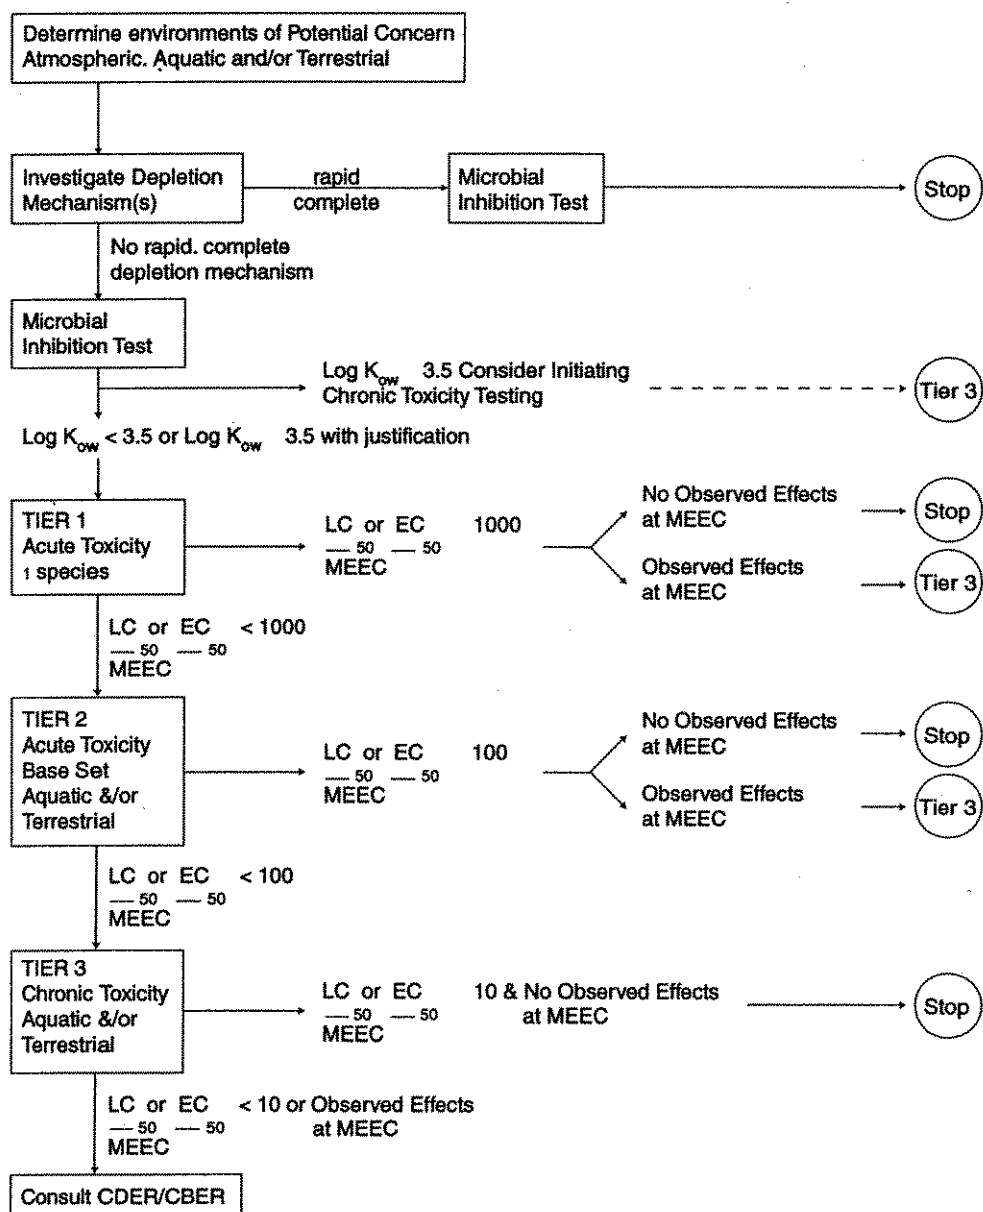 Determine environments of Potential Concern
Atmospheric. Aquatic and/or Terrestrial
Investigate Depletion
Mechanism(s)
rapid
complete
Microbial
Inhibition Test
Stop
No rapid. complete
depletion mechanism
Microbial
Inhibition Test
Log Kow 3.5 Consider Initiating
Chronic Toxicity Testing
Tier 3
Log Kow < 3.5 or Log Kow 3.5 with justification
TIER 1
Acute Toxicity
1 species
LC or EC 1000
— 50 — 50
MEEC
No Observed Effects
at MEEC
Stop
Observed Effects
at MEEC
Tier 3
LC or EC < 1000
— 50 — 50
MEEC
TIER 2
Acute Toxicity
Base Set
Aquatic &/or
Terrestrial
LC or EC 100
— 50 — 50
MEEC
No Observed Effects
at MEEC
Stop
Observed Effects
at MEEC
Tier 3
LC or EC < 100
— 50 — 50
MEEC
TIER 3
Chronic Toxicity
Aquatic &/or
Terrestrial
LC or EC 10 & No Observed Effects
— 50 — 50 at MEEC
MEEC
Stop
LC or EC < 10 or Observed Effects
— 50 — 50 at MEEC
MEEC
Consult CDER/CBER